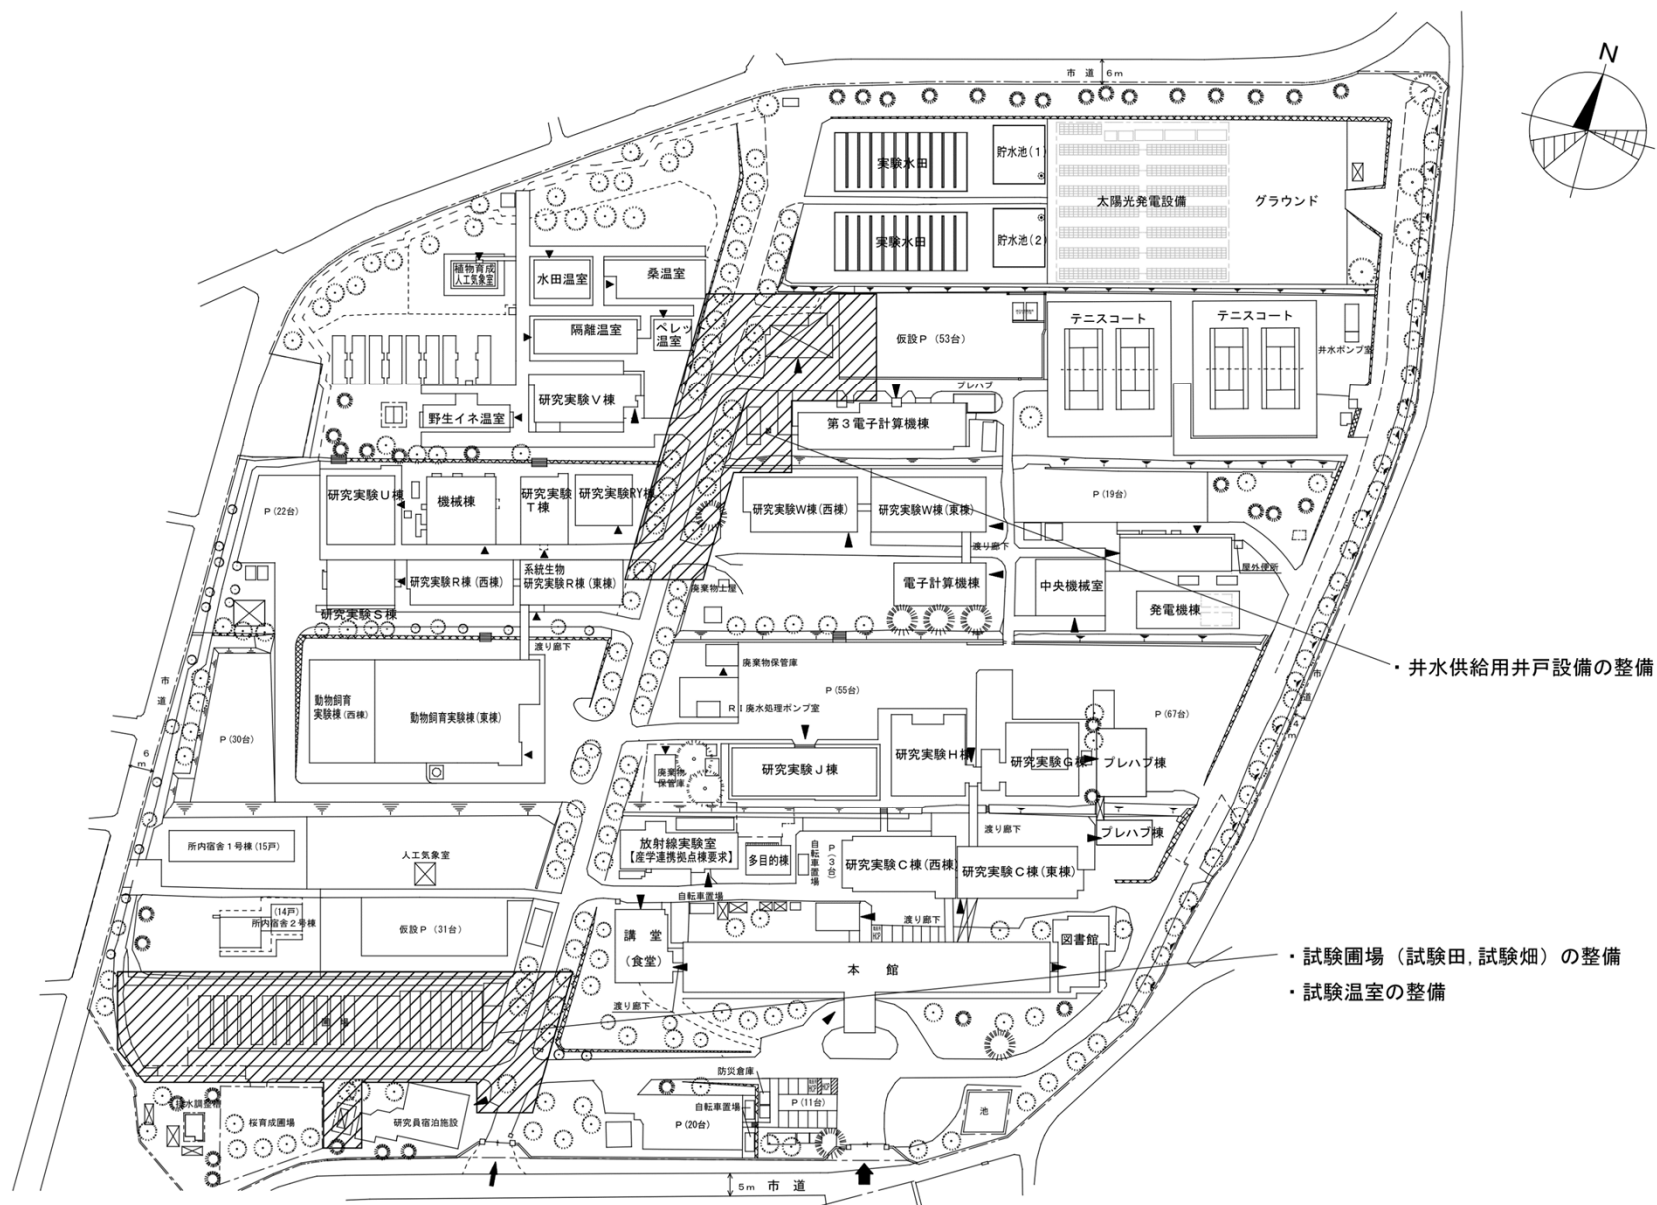 N
市 道 6m
実験水田
貯水池(1)
太陽光発電設備
グラウンド
実験水田
貯水池(2)
植物育成
人工気象室
水田温室
桑温室
隔離温室
ペレット
温室
仮設P (53台)
テニスコート
テニスコート
井水ポンプ室
プレハブ
研究実験V棟
野生イネ温室
第3電子計算機棟
研究実験U棟
機械棟
研究実験
T棟
研究実験RY棟
P(22台)
研究実験W棟(西棟)
研究実験W棟(東棟)
P(19台)
渡り廊下
屋外便所
研究実験R棟(西棟)
系統生物
研究実験R棟(東棟)
研究実験S棟
電子計算機棟
中央機械室
発電機棟
渡り廊下
廃棄物保管庫
P(55台)
RI廃水処理ポンプ室
P(67台)
・井水供給用井戸設備の整備
市道
4m
市道
6m
動物飼育
実験棟(西棟)
動物飼育実験棟(東棟)
P(30台)
廃棄物
保管庫
研究実験J棟
研究実験H棟
研究実験G棟
プレハブ棟
渡り廊下
プレハブ棟
所内宿舎1号棟(15戸)
人工気象室
放射線実験室
【産学連携拠点棟要求】
多目的棟
自転車置場
P(3台)
研究実験C棟(西棟)
研究実験C棟(東棟)
(14戸)
所内宿舎2号棟
仮設P (31台)
自転車置場
講 堂
(食堂)
渡り廊下
図書館
本 館
・試験圃場(試験田,試験畑)の整備
・試験温室の整備
圃 場
渡り廊下
防災倉庫
自転車置場
P(11台)
P(20台)
池
桜育成圃場
研究員宿泊施設
5m 市 道